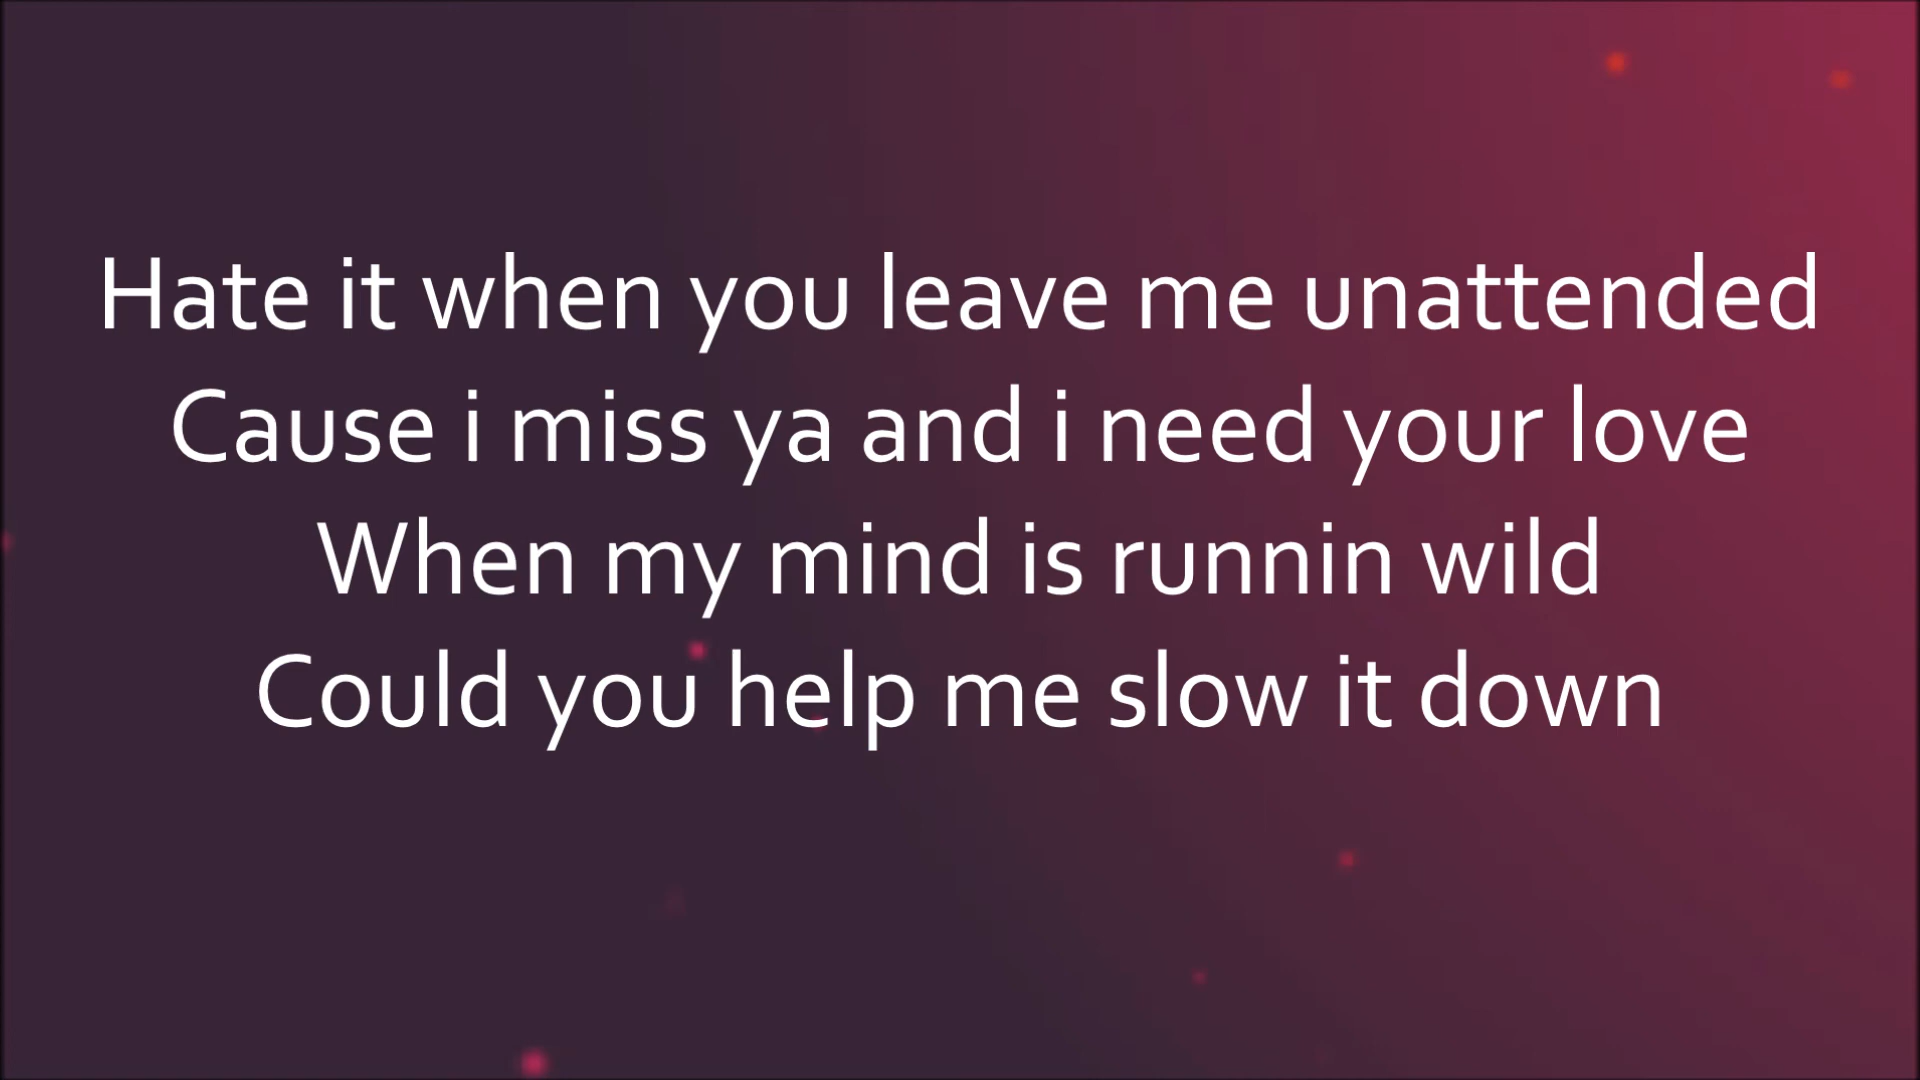 Hate it when you leave me unattended
Cause i miss ya and i need your love
When my mind is runnin wild
Could you help me slow it down